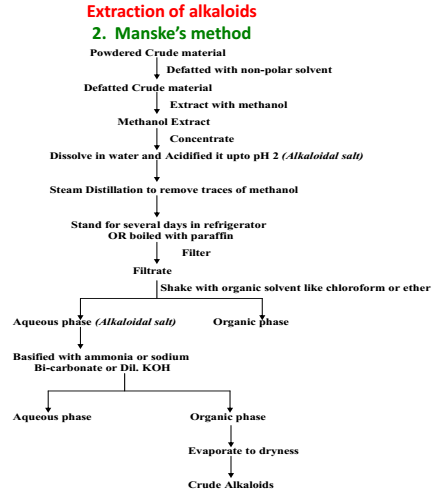 Extraction of alkaloids
2. Manske's method
Powdered Crude material
Defatted with non-polar solvent
Defatted Crude material
Extract with methanol
Methanol Extract
Concentrate
Dissolve in water and Acidified it upto pH 2 (Alkaloidal salt)
Steam Distillation to remove traces of methanol
Stand for several days in refrigerator
OR boiled with paraffin
Filter
Filtrate
Shake with organic solvent like chloroform or ether
Aqueous phase (Alkaloidal salt)
Organic phase
Basified with ammonia or sodium
Bi-carbonate or Dil. KOH
Aqueous phase
Organic phase
Evaporate to dryness
Crude Alkaloids